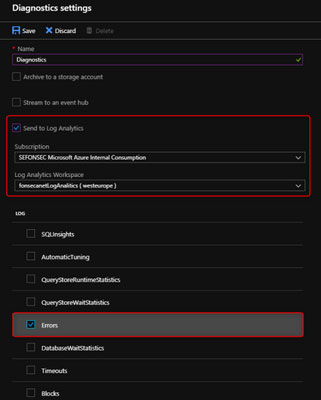 Diagnostics settings
Save Discard Delete
* Name
Diagnostics
Archive to a storage account
Stream to an event hub
Send to Log Analytics
Subscription
SEFONSEC Microsoft Azure Internal Consumption
Log Analytics Workspace
fonsecanetLogAnalitics ( westeurope )
LOG
SQLInsights
AutomaticTuning
QueryStoreRuntimeStatistics
QueryStoreWaitStatistics
Errors
DatabaseWaitStatistics
Timeouts
Blocks